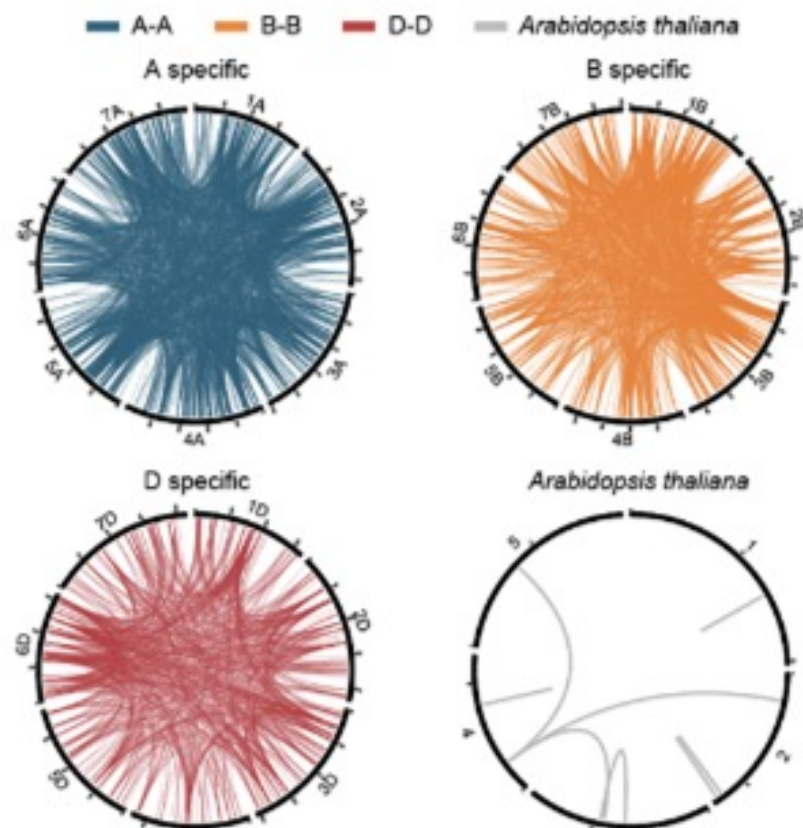 A-A B-B D-D Arabidopsis thaliana
A specific B specific
7A 1A 7B 1B
6A 2A 6B 2B
5A 3A 5B 3B
4A 4B
D specific Arabidopsis thaliana
7D 1D 5 1
6D 2D
5D 3D 4 2